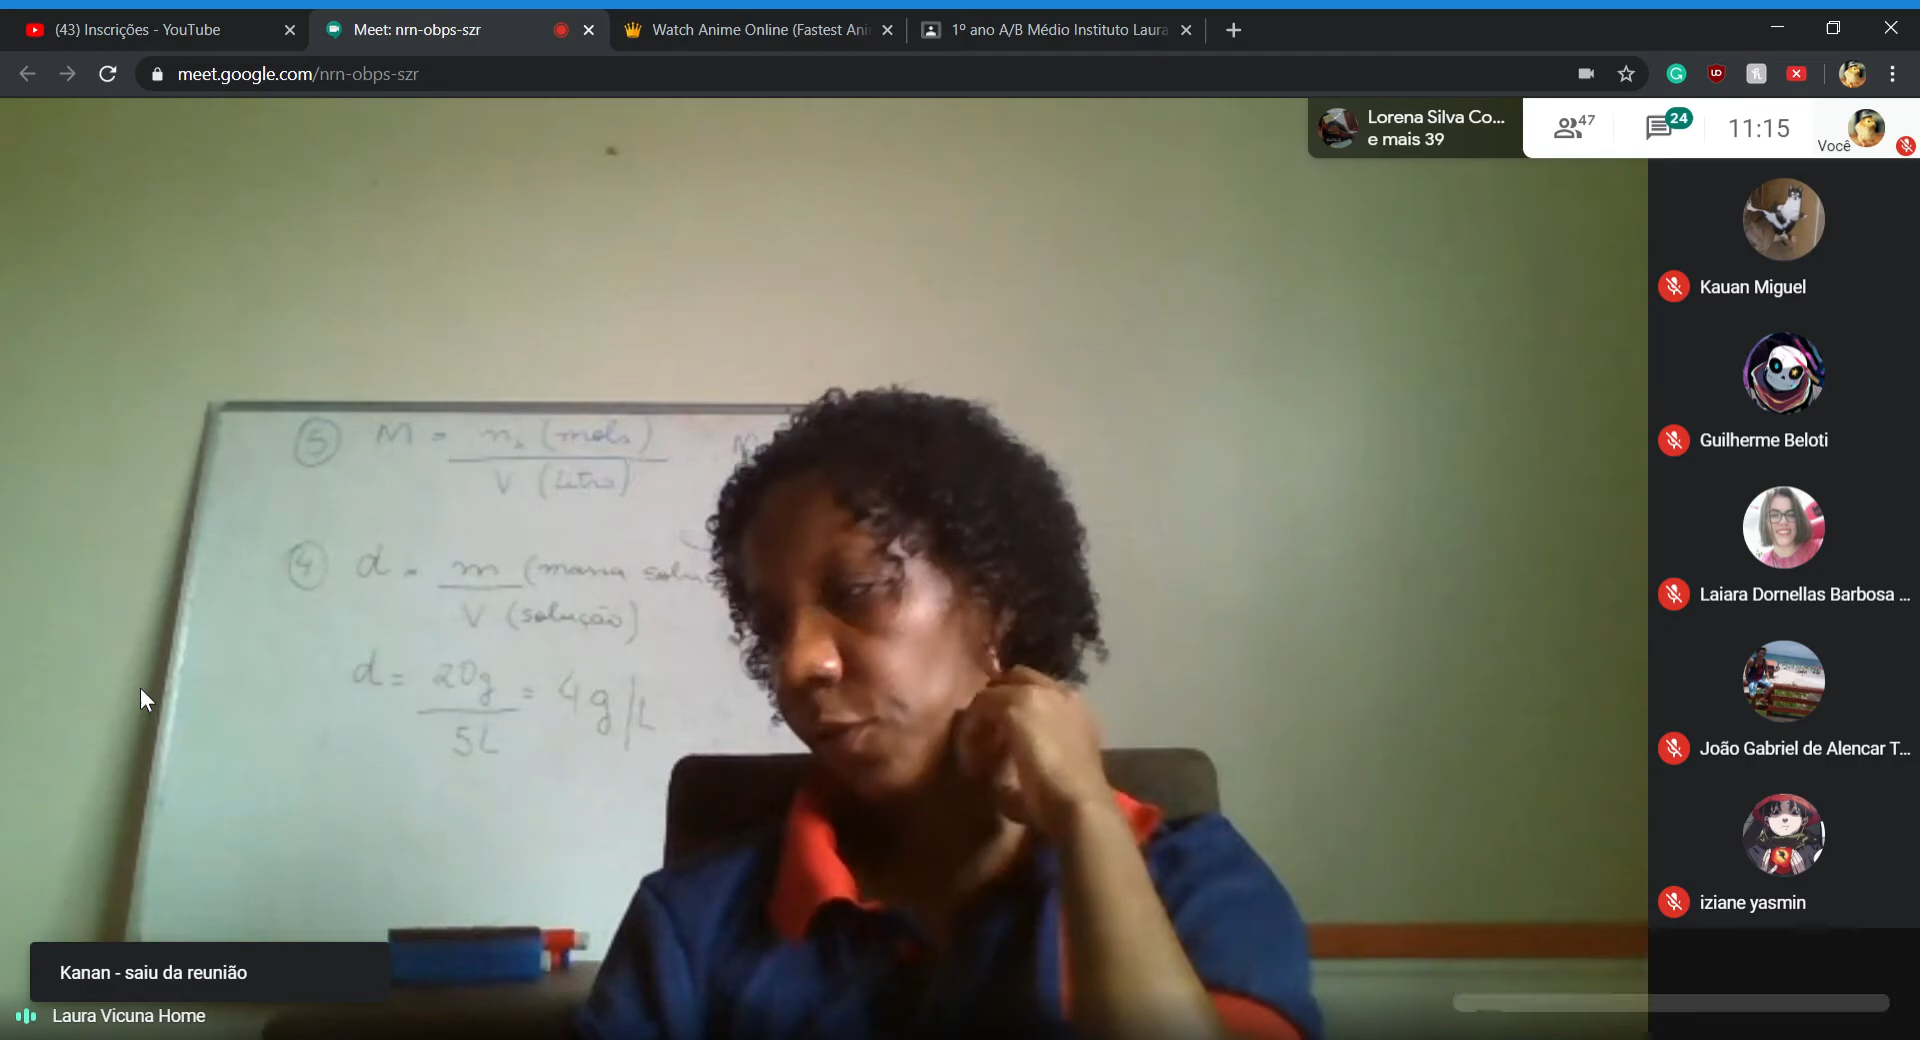 (43) Inscrições - YouTube
Meet: nrn-obps-szr
Watch Anime Online (Fastest Ani
1º ano A/B Médio Instituto Laura
meet.google.com/nrn-obps-szr
Lorena Silva Co...
e mais 39
47
24
11:15
Você
Kauan Miguel
Guilherme Beloti
Laiara Dornellas Barbosa ...
João Gabriel de Alencar T...
iziane yasmin
5 M = (mols)
V (Litro)
4 d = m (massa
V (solução)
d = 20g = 4g/L
5L
Kanan - saiu da reunião
Laura Vicuna Home